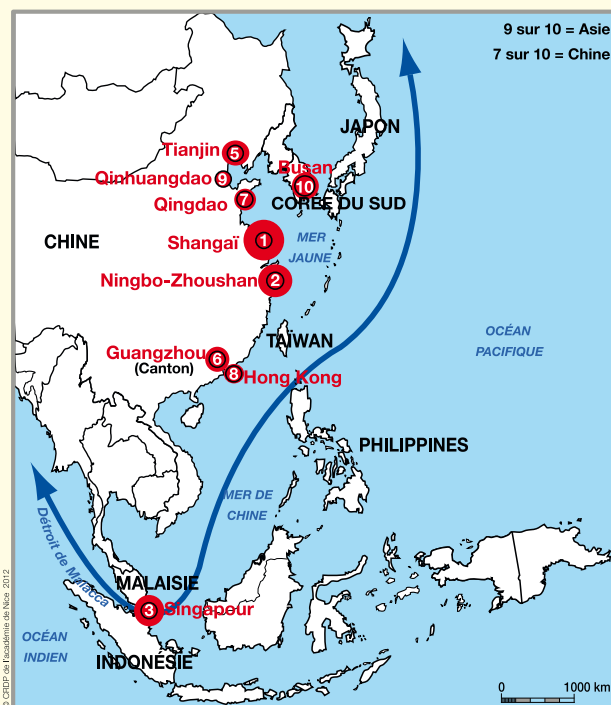 9 sur 10 = Asie
7 sur 10 = Chine
JAPON
Tianjin
5
Busan
10
Qinhuangdao
9
Qingdao
7
CORÉE DU SUD
CHINE
Shangaï
1
MER
JAUNE
Ningbo-Zhoushan
2
TAÏWAN
OCÉAN
PACIFIQUE
Guangzhou
(Canton)
6
8
Hong Kong
PHILIPPINES
MER DE
CHINE
Détroit de Malacca
MALAISIE
3
Singapour
OCÉAN
INDIEN
INDONÉSIE
0 1000 km
© CRDP de l'académie de Nice 2012